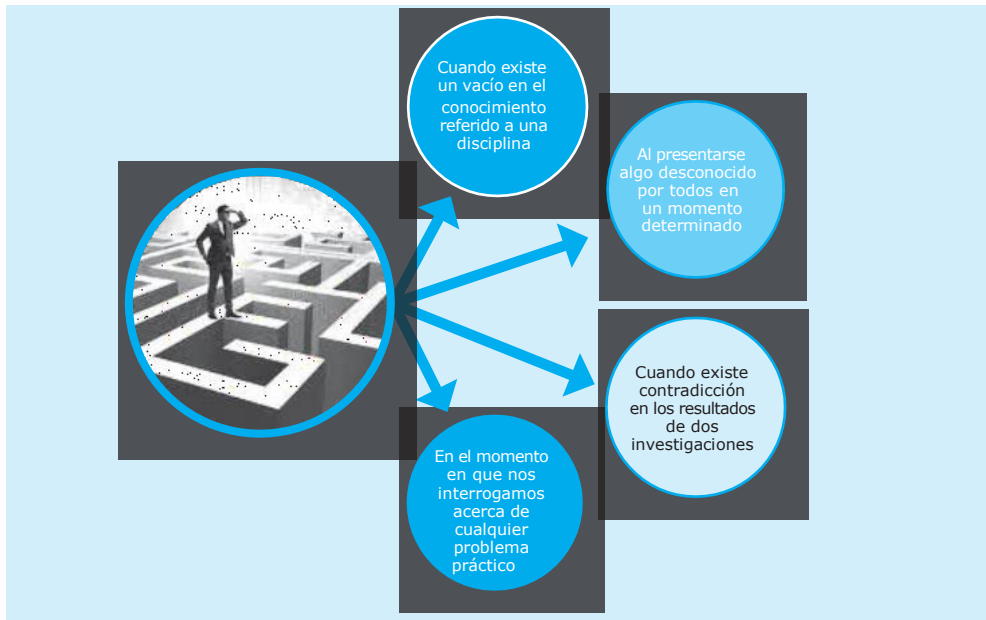 Cuando existe
un vacío en el
conocimiento
referido a una
disciplina
Al presentarse
algo desconocido
por todos en
un momento
determinado
Cuando existe
contradicción
en los resultados
de dos
investigaciones
En el momento
en que nos
interrogamos
acerca de
cualquier
problema
práctico